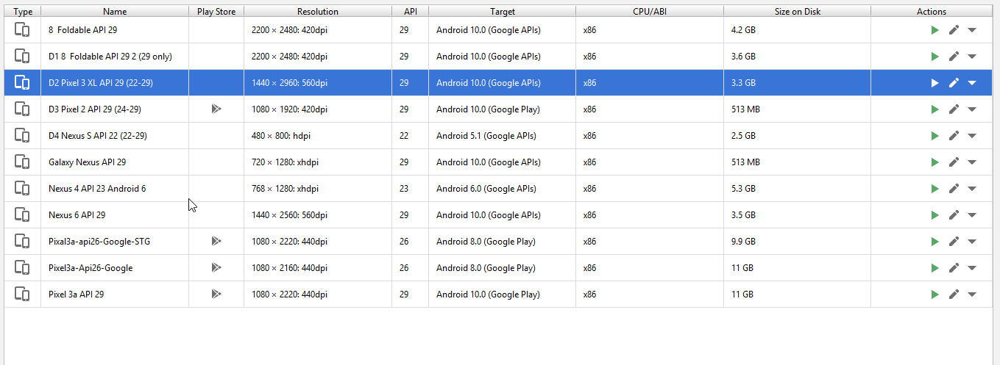 Type Name Play Store Resolution API Target CPU/ABI Size on Disk Actions
8 Foldable API 29 2200 × 2480: 420dpi 29 Android 10.0 (Google APIs) x86 4.2 GB
D1 8 Foldable API 29 2 (29 only) 2200 × 2480: 420dpi 29 Android 10.0 (Google APIs) x86 3.6 GB
D2 Pixel 3 XL API 29 (22-29) 1440 × 2960: 560dpi 29 Android 10.0 (Google APIs) x86 3.3 GB
D3 Pixel 2 API 29 (24-29) 1080 × 1920: 420dpi 29 Android 10.0 (Google Play) x86 513 MB
D4 Nexus S API 22 (22-29) 480 × 800: hdpi 22 Android 5.1 (Google APIs) x86 2.5 GB
Galaxy Nexus API 29 720 × 1280: xhdpi 29 Android 10.0 (Google APIs) x86 513 MB
Nexus 4 API 23 Android 6 768 × 1280: xhdpi 23 Android 6.0 (Google APIs) x86 5.3 GB
Nexus 6 API 29 1440 × 2560: 560dpi 29 Android 10.0 (Google APIs) x86 3.5 GB
Pixal3a-api26-Google-STG 1080 × 2220: 440dpi 26 Android 8.0 (Google Play) x86 9.9 GB
Pixel3a-Api26-Google 1080 × 2160: 440dpi 26 Android 8.0 (Google Play) x86 11 GB
Pixel 3a API 29 1080 × 2220: 440dpi 29 Android 10.0 (Google Play) x86 11 GB